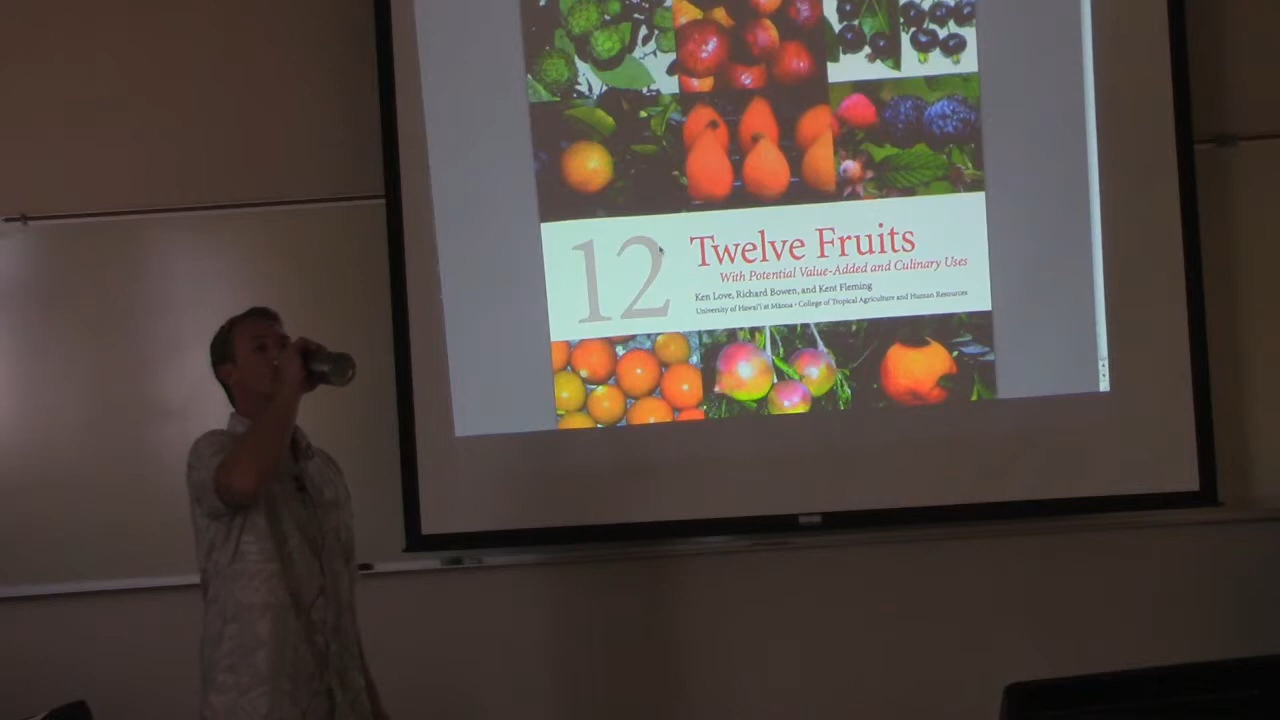 12
Twelve Fruits
With Potential Value-Added and Culinary Uses
Ken Love, Richard Bowen, and Kent Fleming
University of Hawai'i at Mānoa • College of Tropical Agriculture and Human Resources